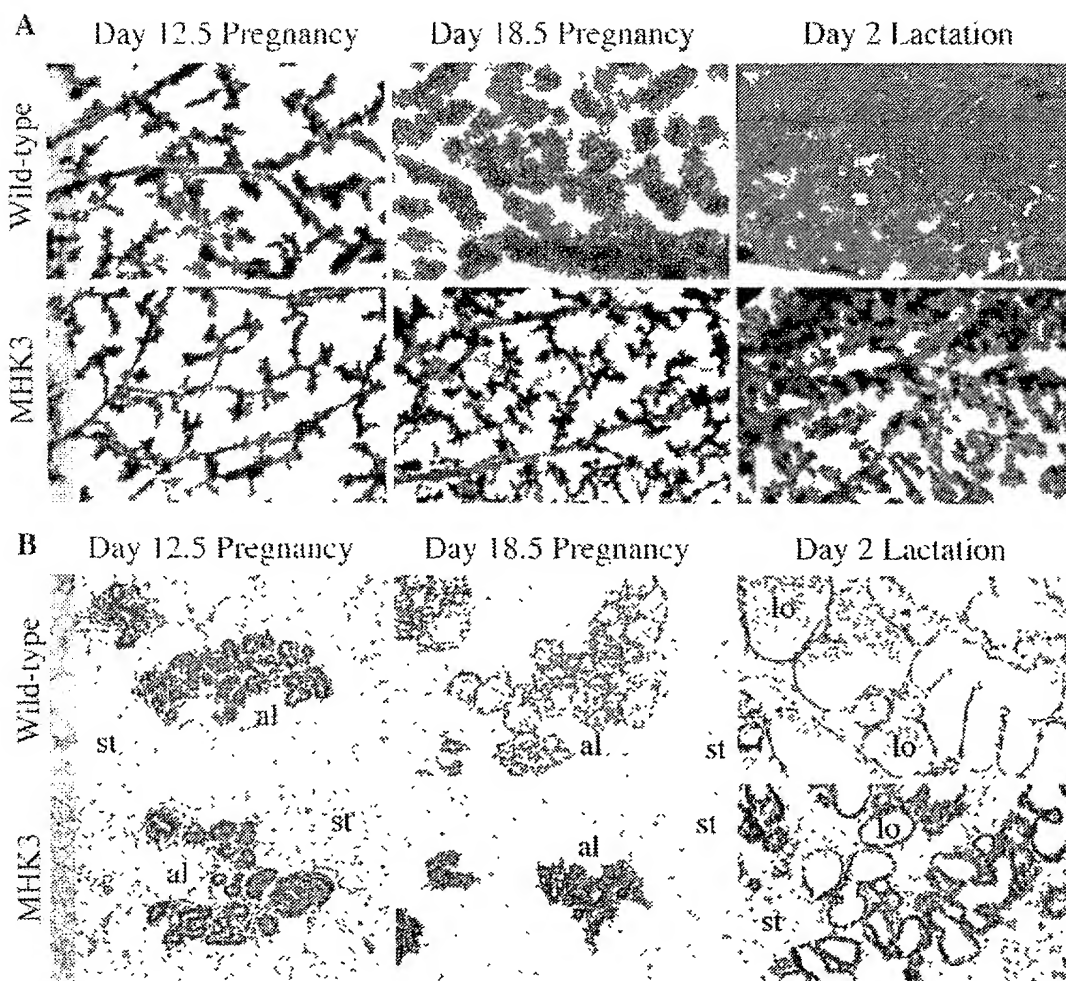 A Day 12.5 Pregnancy Day 18.5 Pregnancy Day 2 Lactation
Wild-type
MHK3
B Day 12.5 Pregnancy Day 18.5 Pregnancy Day 2 Lactation
Wild-type
lo
al
st
al
st
lo
MHK3
st
al
al
st
lo
st